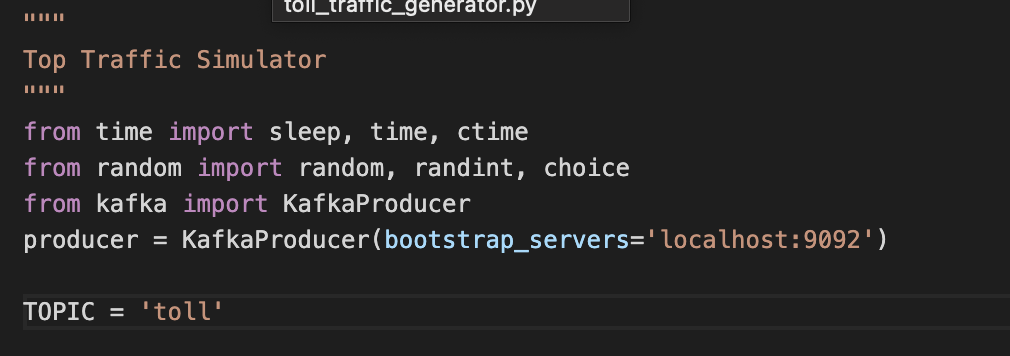 toll_traffic_generator.py
"""
Top Traffic Simulator
"""
from time import sleep, time, ctime
from random import random, randint, choice
from kafka import KafkaProducer
producer = KafkaProducer(bootstrap_servers='localhost:9092')
TOPIC = 'toll'